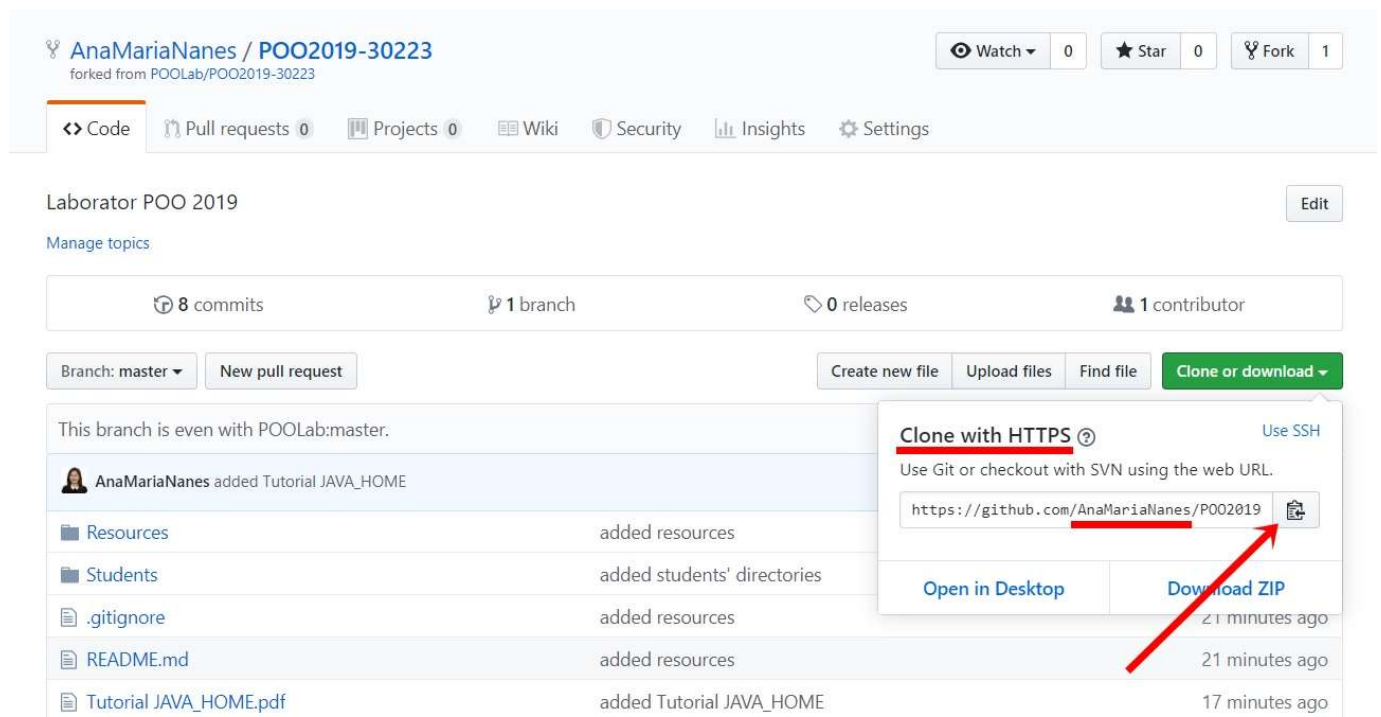 AnaMariaNanes / POO2019-30223
forked from POOLab/POO2019-30223
Watch 0 Star 0 Fork 1
Code Pull requests 0 Projects 0 Wiki Security Insights Settings
Laborator POO 2019
Edit
Manage topics
8 commits 1 branch 0 releases 1 contributor
Branch: master New pull request Create new file Upload files Find file Clone or download
This branch is even with POOLab:master.
Clone with HTTPS ? Use SSH
Use Git or checkout with SVN using the web URL.
https://github.com/AnaMariaNanes/POO2019
Open in Desktop Download ZIP
AnaMariaNanes added Tutorial JAVA_HOME
Resources added resources
Students added students' directories
.gitignore added resources 21 minutes ago
README.md added resources 21 minutes ago
Tutorial JAVA_HOME.pdf added Tutorial JAVA_HOME 17 minutes ago